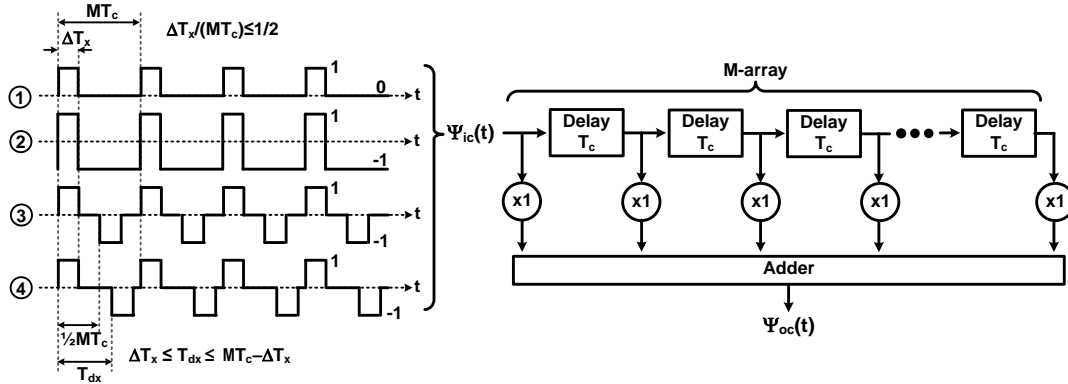 MTc
ΔTx/(MTc)≤1/2
ΔTx
1
0
t
①
②
1
-1
t
③
1
-1
t
④
1
-1
t
½MTc
Tdx
ΔTx ≤ Tdx ≤ MTc–ΔTx
Ψic(t)
M-array
Delay
Tc
Delay
Tc
Delay
Tc
Delay
Tc
x1
x1
x1
x1
x1
Adder
Ψoc(t)